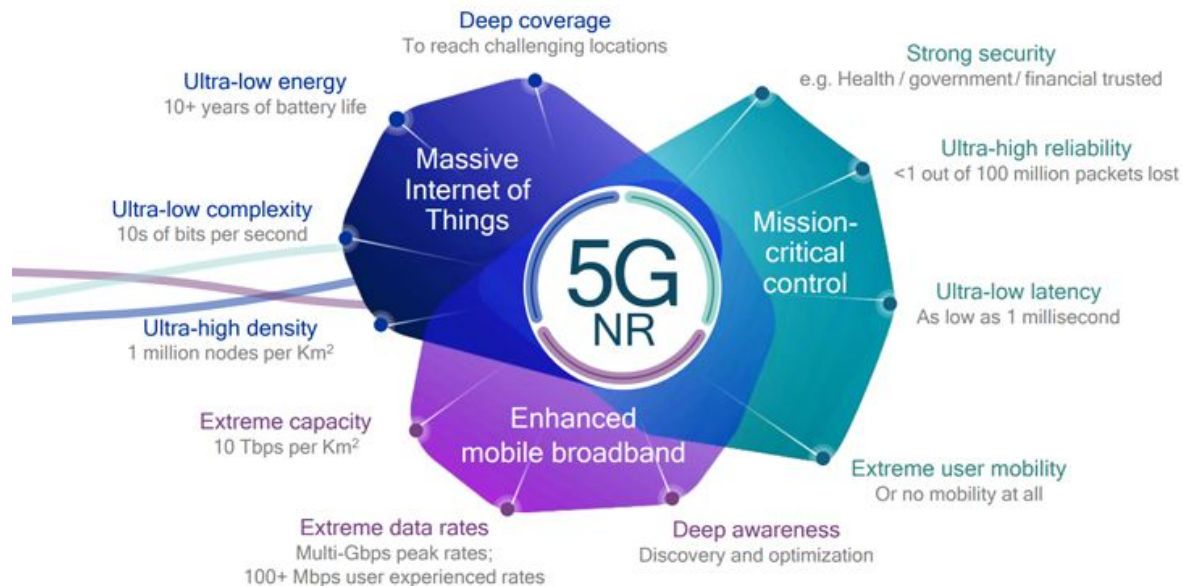 Deep coverage
To reach challenging locations
Ultra-low energy
10+ years of battery life
Ultra-low complexity
10s of bits per second
Ultra-high density
1 million nodes per Km²
Massive
Internet of
Things
Strong security
e.g. Health / government / financial trusted
Ultra-high reliability
<1 out of 100 million packets lost
Ultra-low latency
As low as 1 millisecond
Extreme user mobility
Or no mobility at all
Mission-
critical
control
5G
NR
Enhanced
mobile broadband
Extreme capacity
10 Tbps per Km²
Extreme data rates
Multi-Gbps peak rates;
100+ Mbps user experienced rates
Deep awareness
Discovery and optimization